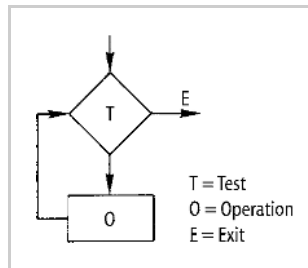 E
T
O
T = Test
O = Operation
E = Exit